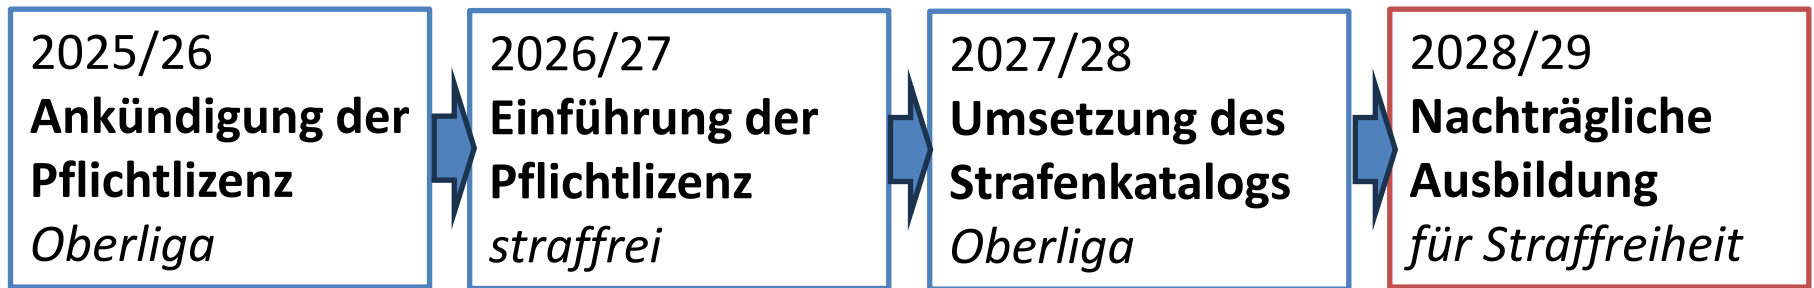 2025/26
Ankündigung der
Pflichtlizenz
Oberliga
2026/27
Einführung der
Pflichtlizenz
straffrei
2027/28
Umsetzung des
Strafenkatalogs
Oberliga
2028/29
Nachträgliche
Ausbildung
für Straffreiheit